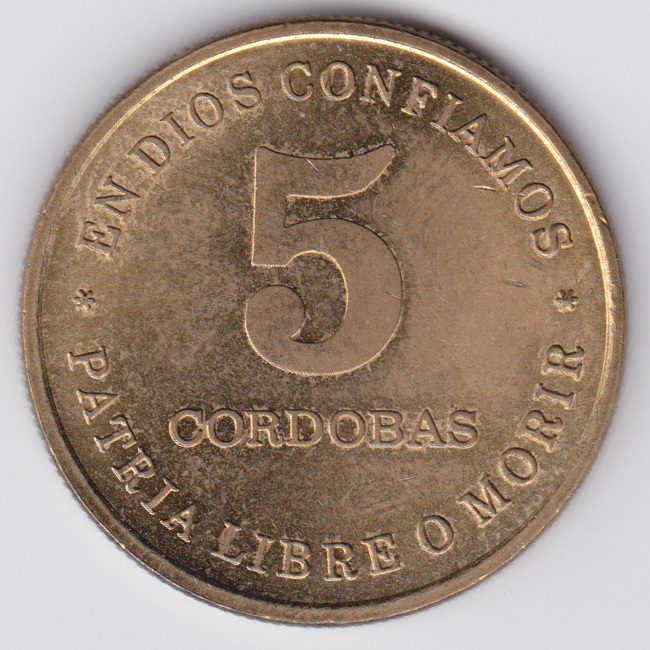 EN DIOS CONFIAMOS
5
CORDOBAS
* PATRIA LIBRE O MORIR *